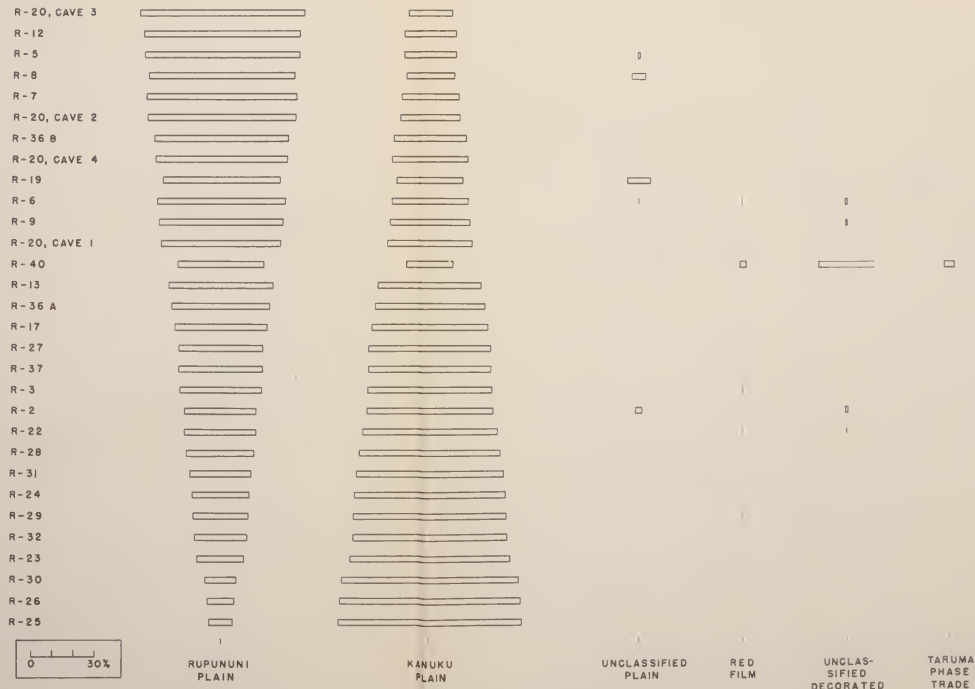 R-20, CAVE 3
R-12
R-5
R-8
R-7
R-20, CAVE 2
R-36 B
R-20, CAVE 4
R-19
R-6
R-9
R-20, CAVE 1
R-40
R-13
R-36 A
R-17
R-27
R-37
R-3
R-2
R-22
R-28
R-31
R-24
R-29
R-32
R-23
R-30
R-26
R-25
0 30%
RUPUNUNI
PLAIN
KANUKU
PLAIN
UNCLASSIFIED
PLAIN
RED
FILM
UNCLAS-
SIFIED
DECORATED
TARUMA
PHASE
TRADE